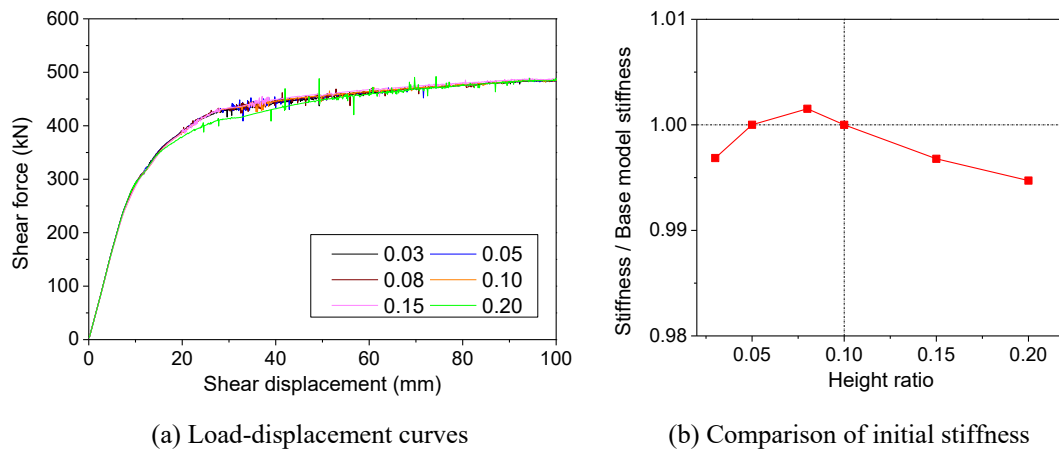 600
500
400
300
200
100
0
Shear force (kN)
0.03 0.05
0.08 0.10
0.15 0.20
0 20 40 60 80 100
Shear displacement (mm)
(a) Load-displacement curves
1.01
1.00
0.99
0.98
Stiffness / Base model stiffness
0.05 0.10 0.15 0.20
Height ratio
(b) Comparison of initial stiffness